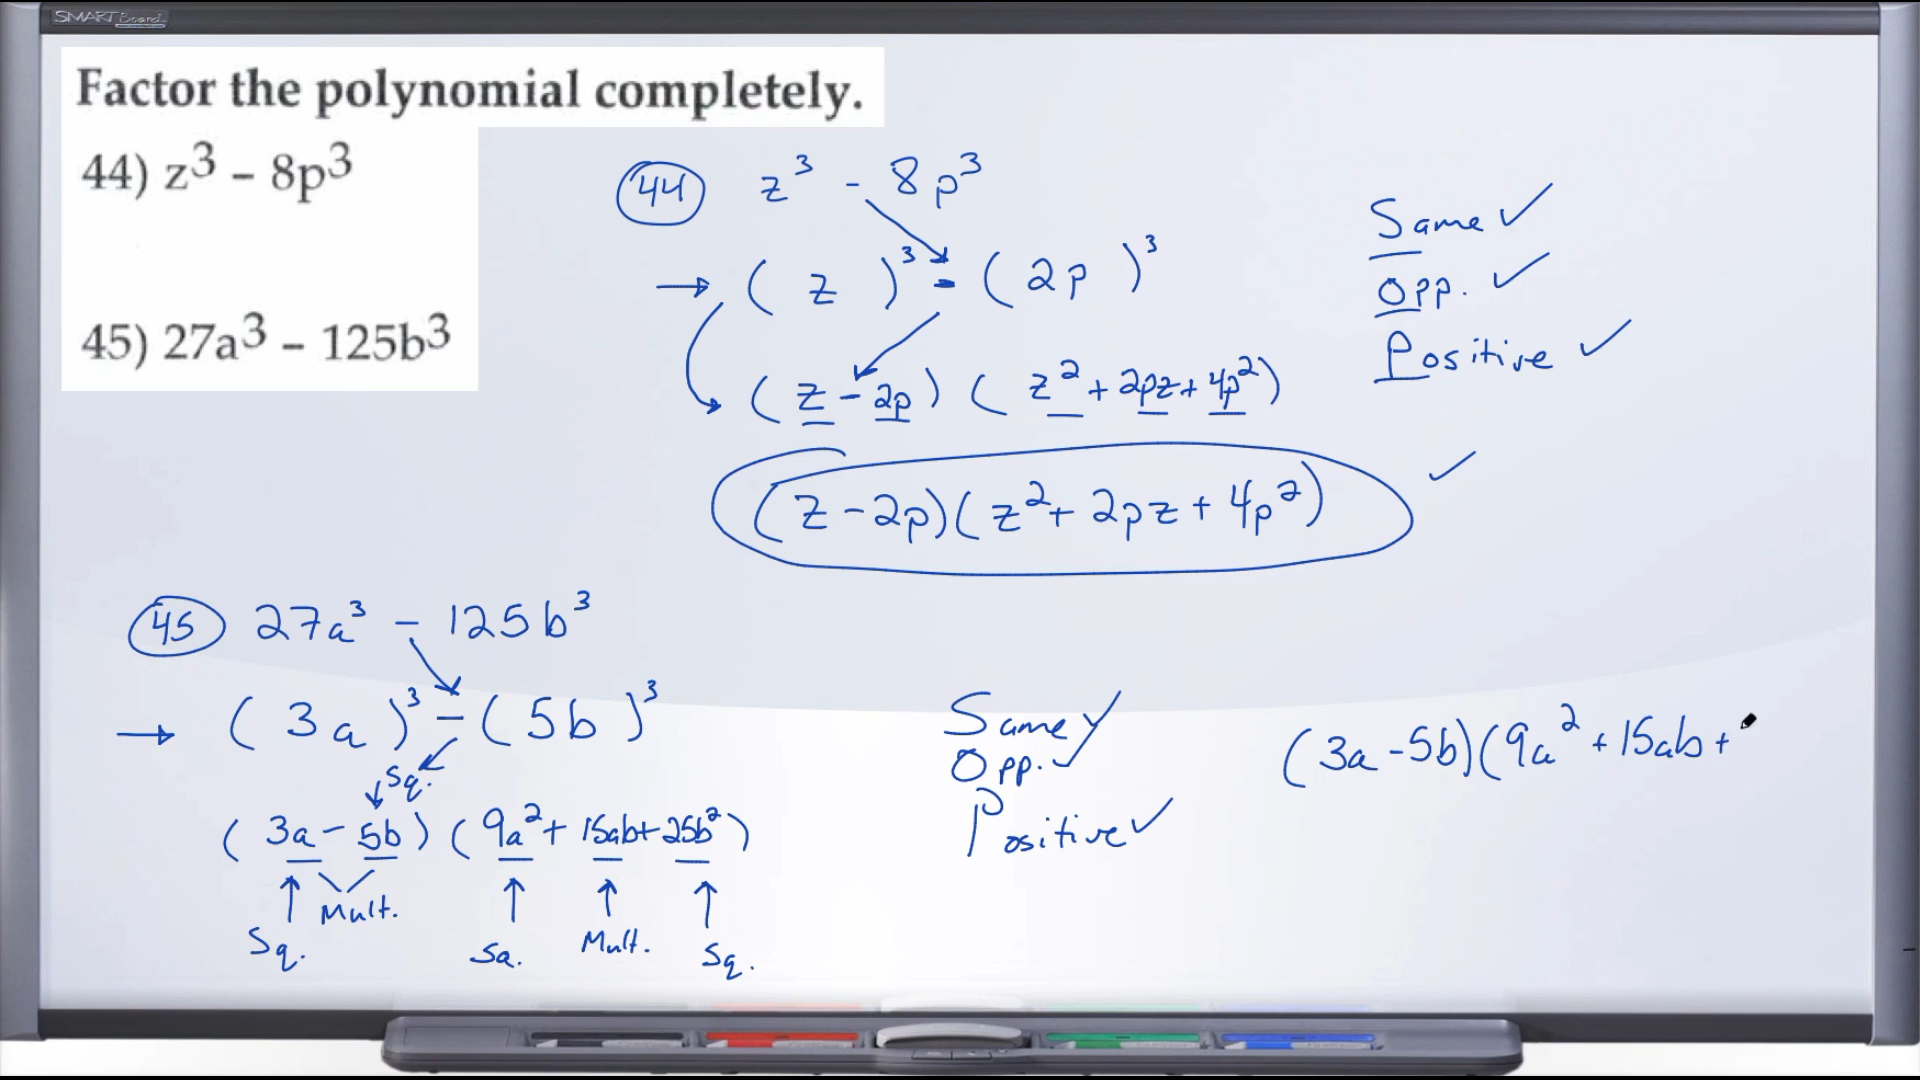 SMART Board
Factor the polynomial completely.
44) z³ – 8p³
45) 27a³ – 125b³
44 z³ - 8p³
→ ( z )³ - ( 2p )³
( z - 2p ) ( z² + 2pz + 4p² )
(z - 2p)(z² + 2pz + 4p²) ✓
Same ✓
Opp. ✓
Positive ✓
45 27a³ - 125b³
→ ( 3a )³ - ( 5b )³
Sq.
( 3a - 5b ) ( 9a² + 15ab + 25b² )
Mult.
Sq.
Sq.
Mult.
Sq.
Same ✓
Opp. ✓
Positive ✓
(3a - 5b)(9a² + 15ab +